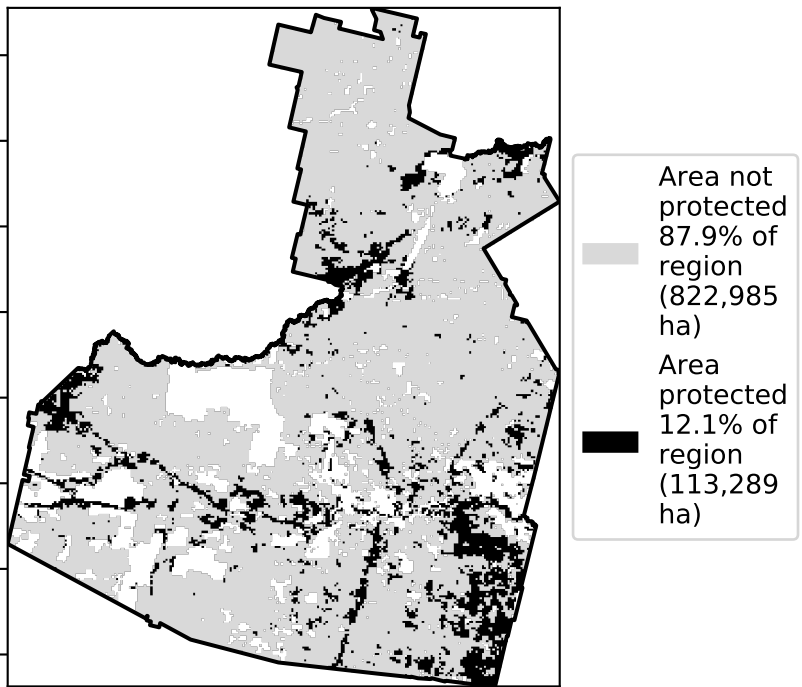 Area not
protected
87.9% of
region
(822,985
ha)
Area
protected
12.1% of
region
(113,289
ha)